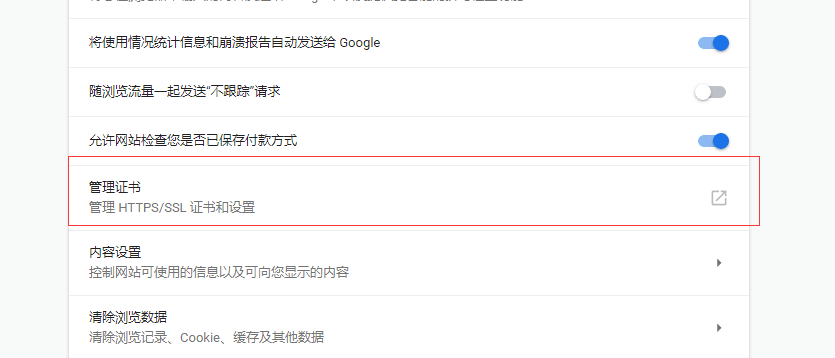 将使用情况统计信息和崩溃报告自动发送给 Google
随浏览流量一起发送“不跟踪”请求
允许网站检查您是否已保存付款方式
管理证书
管理 HTTPS/SSL 证书和设置
内容设置
控制网站可使用的信息以及可向您显示的内容
清除浏览数据
清除浏览记录、Cookie、缓存及其他数据